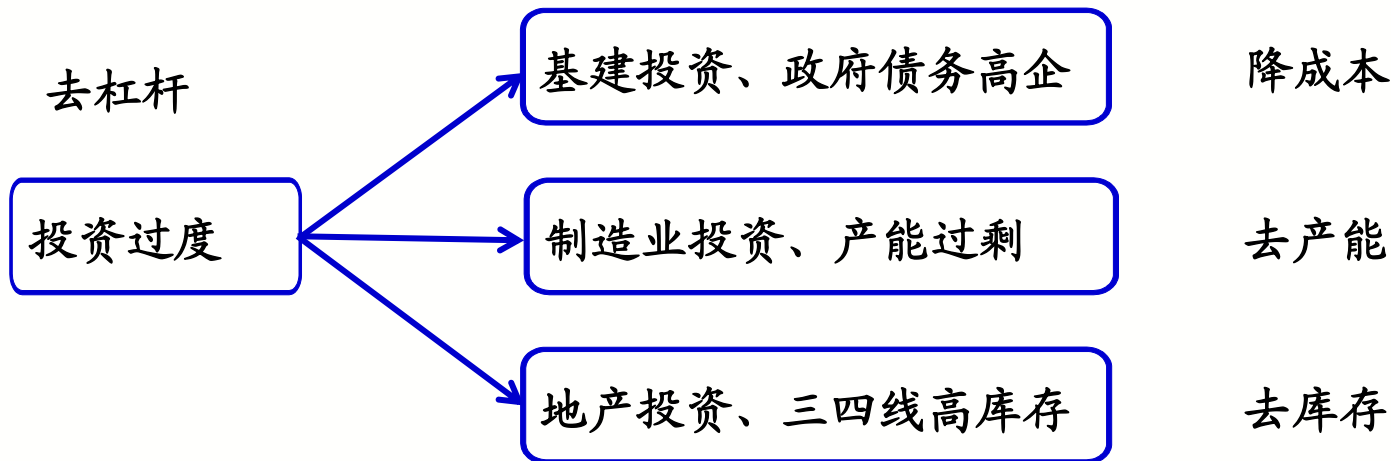 去杠杆
投资过度
基建投资、政府债务高企
制造业投资、产能过剩
地产投资、三四线高库存
降成本
去产能
去库存